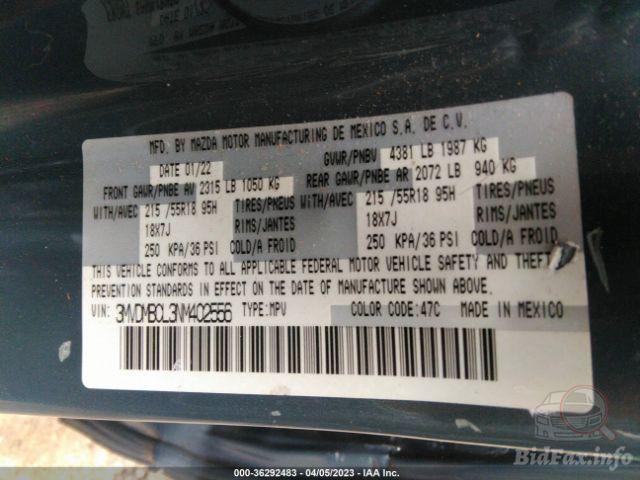 MFD. BY MAZDA MOTOR MANUFACTURING DE MEXICO S.A. DE C.V.
DATE 01/22 GVWR/PNBV 4381 LB 1987 KG
FRONT GAWR/PNBE AV 2315 LB 1050 KG REAR GAWR/PNBE AR 2072 LB 940 KG
WITH/AVEC 215 /55R18 95H TIRES/PNEUS WITH/AVEC 215 /55R18 95H TIRES/PNEUS
18X7J RIMS/JANTES 18X7J RIMS/JANTES
250 KPA/36 PSI COLD/A FROID 250 KPA/36 PSI COLD/A FROID
THIS VEHICLE CONFORMS TO ALL APPLICABLE FEDERAL MOTOR VEHICLE SAFETY AND THEFT
PREVENTION STANDARDS IN EFFECT ON THE DATE OF MANUFACTURE SHOWN ABOVE.
VIN: 3MVDMBCL3NM402556 TYPE:MPV COLOR CODE:47C MADE IN MEXICO
BidFax.info
000-36292483 - 04/05/2023 - IAA Inc.